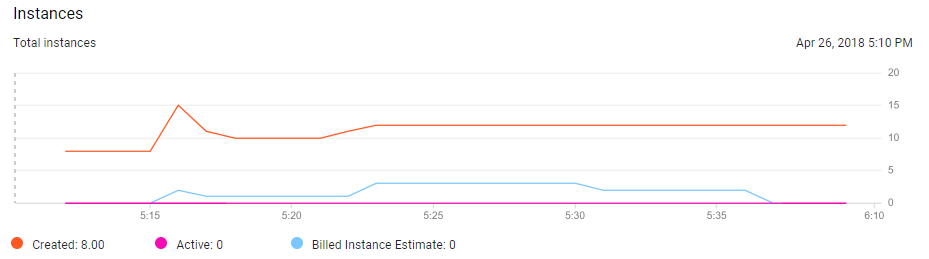 Instances
Total instances Apr 26, 2018 5:10 PM
20
15
10
5
0
5:15 5:20 5:25 5:30 5:35 6:10
Created: 8.00 Active: 0 Billed Instance Estimate: 0